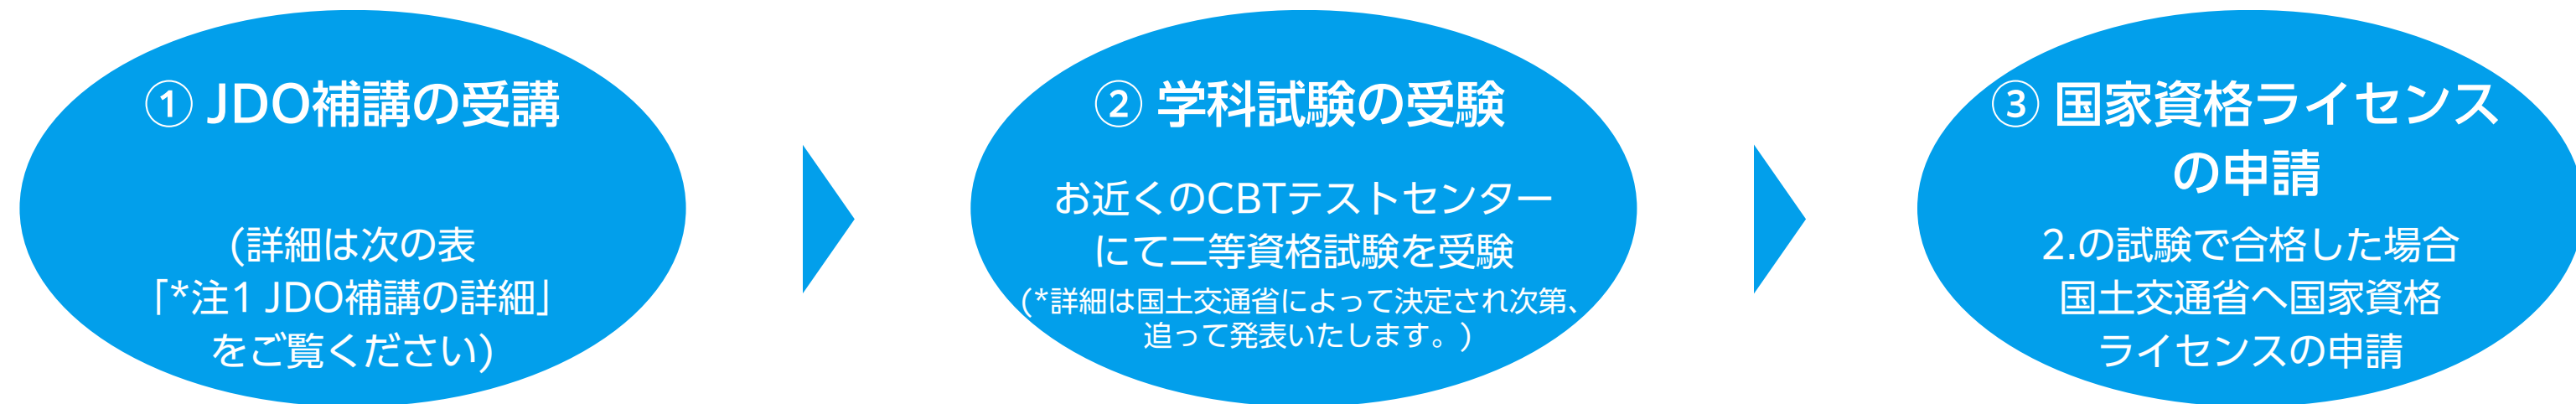 ① JDO補講の受講
（詳細は次の表
「*注1 JDO補講の詳細」
をご覧ください）
② 学科試験の受験
お近くのCBTテストセンター
にて二等資格試験を受験
（*詳細は国土交通省によって決定され次第、
追って発表いたします。）
③ 国家資格ライセンス
の申請
2.の試験で合格した場合
国土交通省へ国家資格
ライセンスの申請